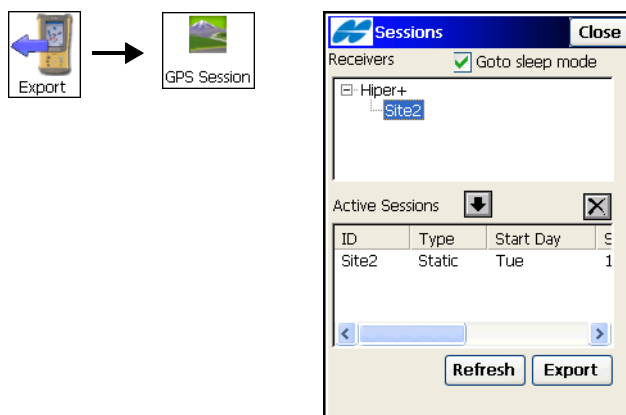 Export
GPS Session
Sessions Close
Receivers Goto sleep mode
Hiper+
Site2
Active Sessions
ID Type Start Day S
Site2 Static Tue 1
Refresh Export